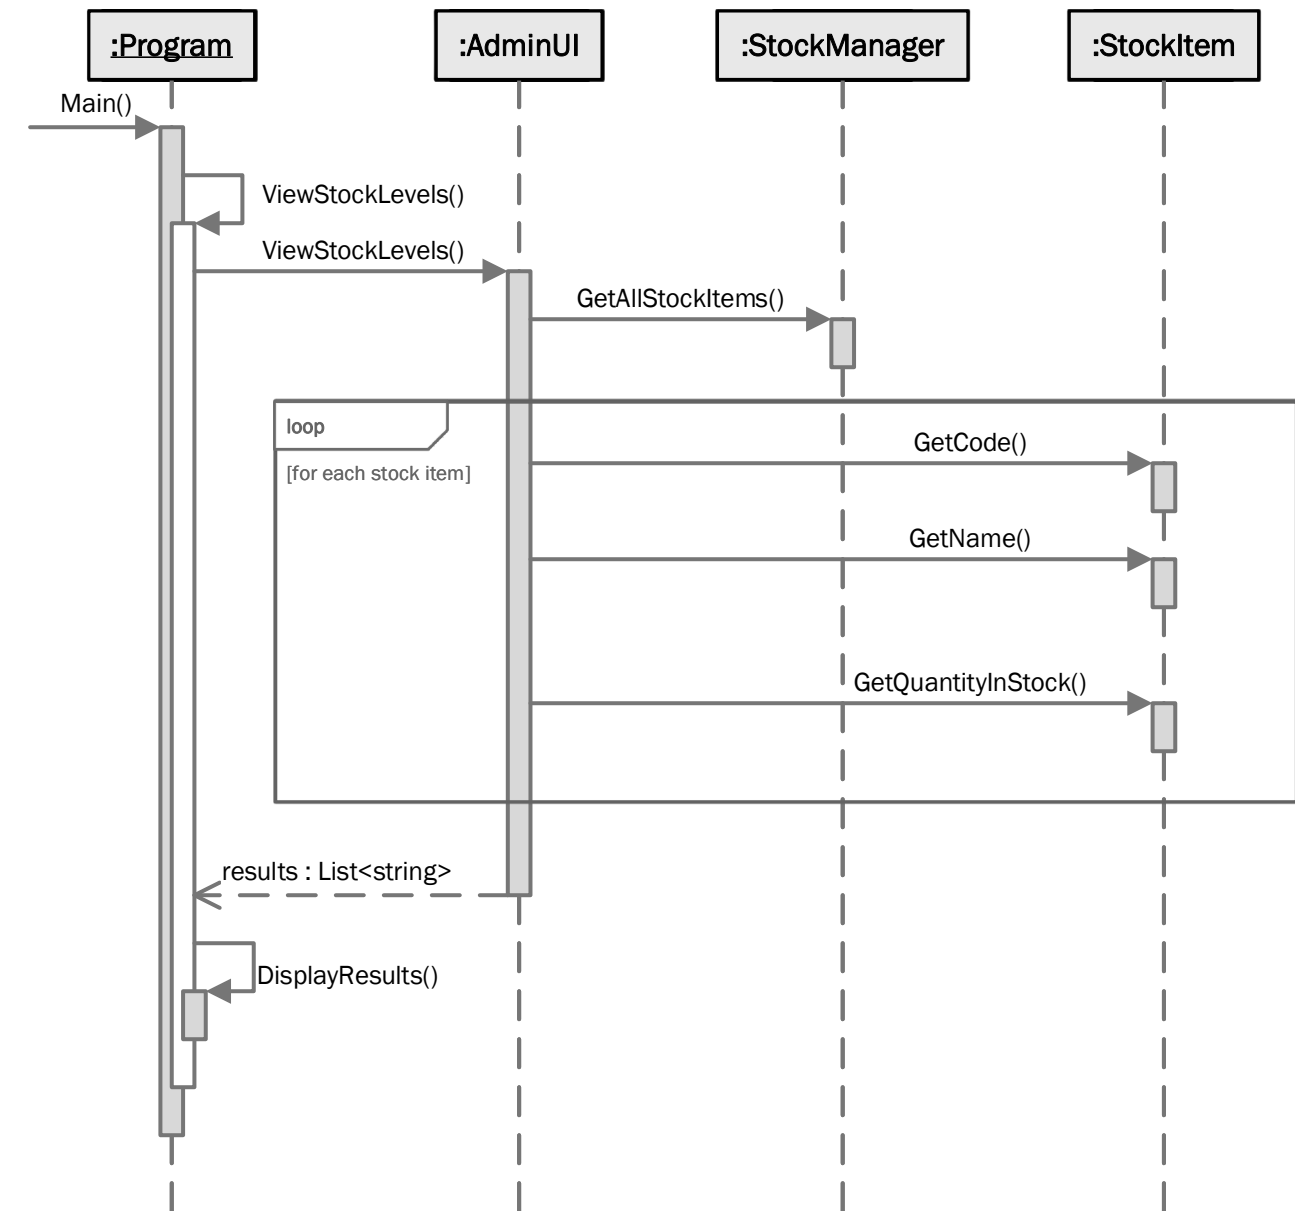 :Program
:AdminUI
:StockManager
:StockItem
Main()
ViewStockLevels()
ViewStockLevels()
GetAllStockItems()
loop
GetCode()
[for each stock item]
GetName()
GetQuantityInStock()
results : List<string>
DisplayResults()